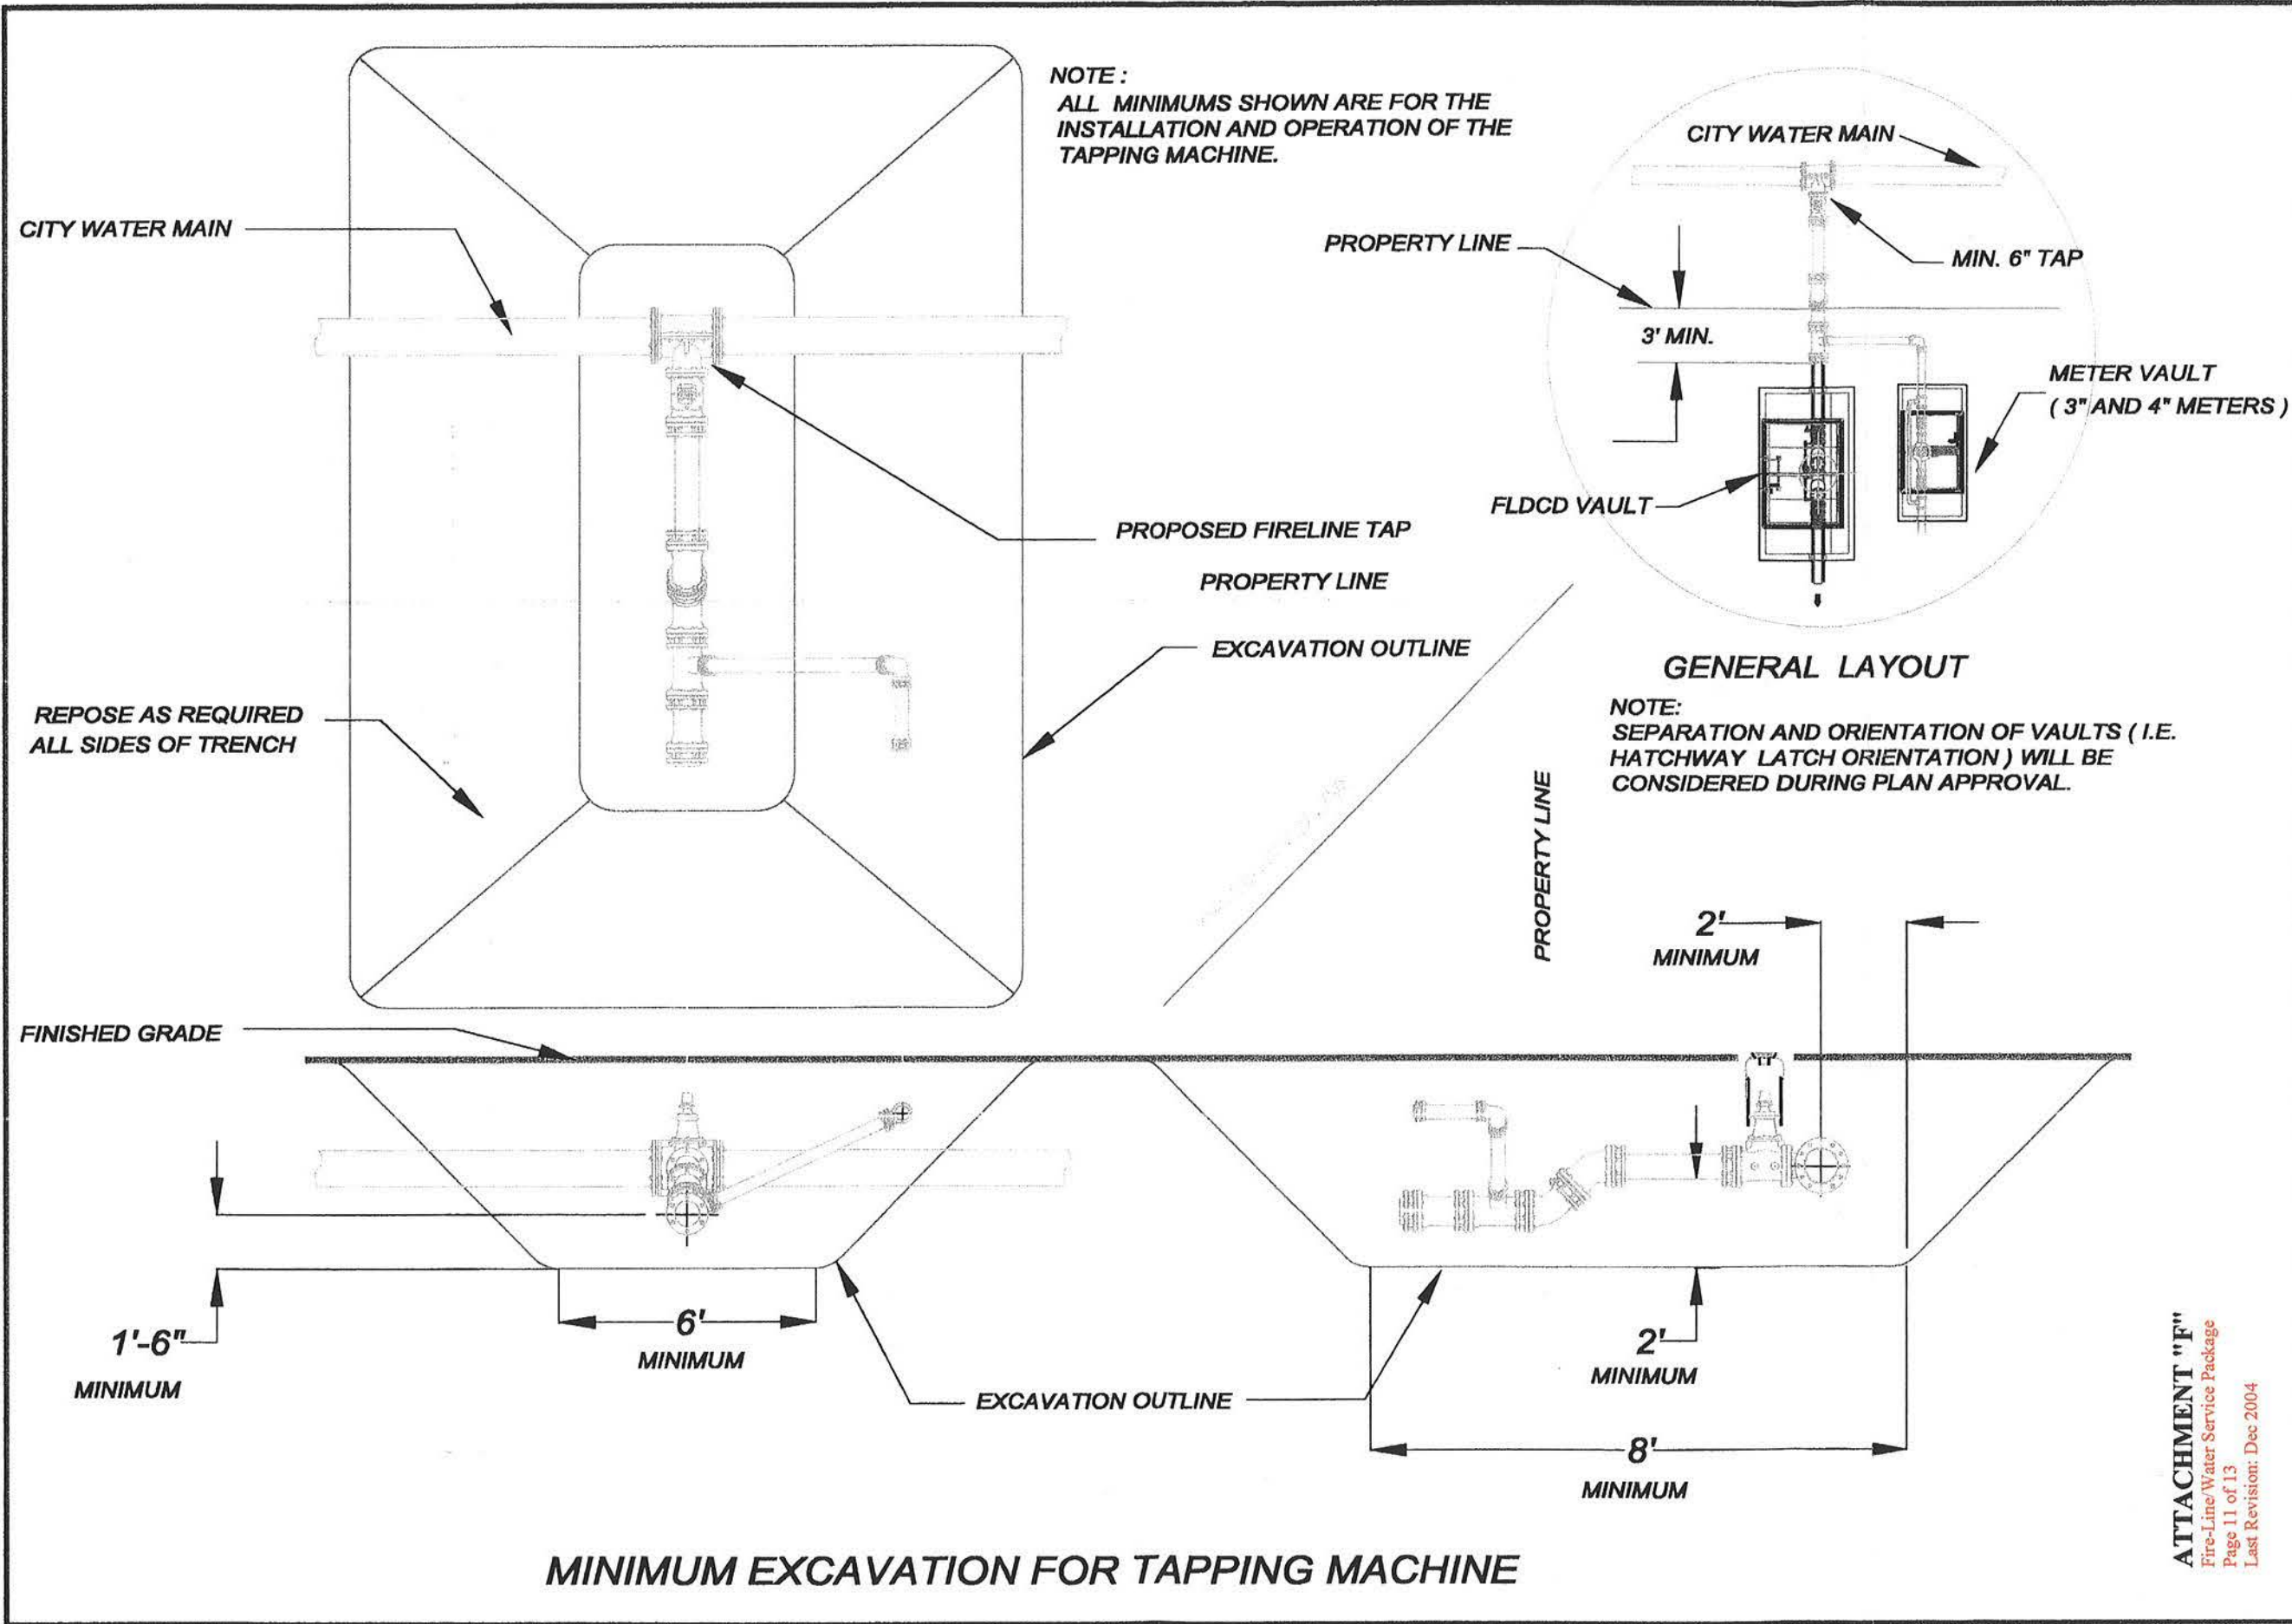 NOTE :
ALL MINIMUMS SHOWN ARE FOR THE
INSTALLATION AND OPERATION OF THE
TAPPING MACHINE.
CITY WATER MAIN
PROPOSED FIRELINE TAP
PROPERTY LINE
EXCAVATION OUTLINE
REPOSE AS REQUIRED
ALL SIDES OF TRENCH
CITY WATER MAIN
PROPERTY LINE
MIN. 6" TAP
3' MIN.
METER VAULT
( 3" AND 4" METERS )
FLDCD VAULT
GENERAL LAYOUT
NOTE:
SEPARATION AND ORIENTATION OF VAULTS ( I.E.
HATCHWAY LATCH ORIENTATION ) WILL BE
CONSIDERED DURING PLAN APPROVAL.
PROPERTY LINE
2'
MINIMUM
FINISHED GRADE
1'-6"
MINIMUM
6'
MINIMUM
EXCAVATION OUTLINE
2'
MINIMUM
8'
MINIMUM
MINIMUM EXCAVATION FOR TAPPING MACHINE
ATTACHMENT "F"
Fire-Line/Water Service Package
Page 11 of 13
Last Revision: Dec 2004